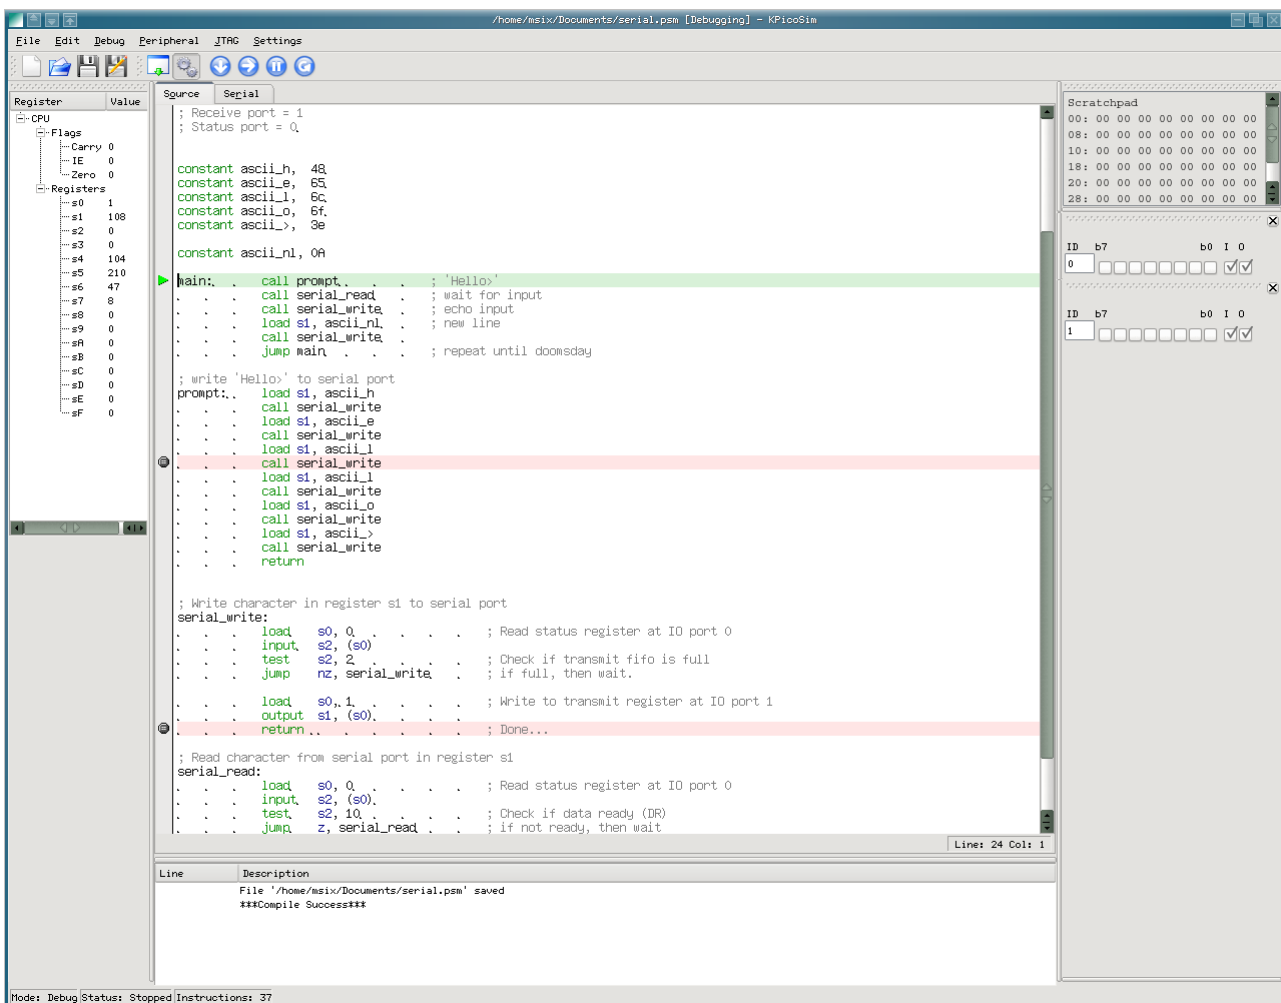 /home/msix/Documents/serial.psm [Debugging] - KPicoSim
File Edit Debug Peripheral JTAG Settings
Register Value
CPU
Flags
Carry 0
IE 0
Zero 0
Registers
s0 1
s1 108
s2 0
s3 0
s4 104
s5 210
s6 47
s7 8
s8 0
s9 0
sA 0
sB 0
sC 0
sD 0
sE 0
sF 0
Source Serial
; Receive port = 1
; Status port = 0
constant ascii_h, 48
constant ascii_e, 65
constant ascii_l, 6c
constant ascii_o, 6f
constant ascii_>, 3e
constant ascii_nl, 0A
main: call prompt ; 'Hello>'
call serial_read ; wait for input
call serial_write ; echo input
load s1, ascii_nl ; new line
call serial_write
jump main ; repeat until doomsday
; write 'Hello>' to serial port
prompt: load s1, ascii_h
call serial_write
load s1, ascii_e
call serial_write
load s1, ascii_l
call serial_write
load s1, ascii_l
call serial_write
load s1, ascii_o
call serial_write
load s1, ascii_>
call serial_write
return
; Write character in register s1 to serial port
serial_write:
load s0, 0 ; Read status register at IO port 0
input s2, (s0)
test s2, 2 ; Check if transmit fifo is full
jump nz, serial_write ; if full, then wait.
load s0, 1 ; Write to transmit register at IO port 1
output s1, (s0)
return ; Done...
; Read character from serial port in register s1
serial_read:
load s0, 0 ; Read status register at IO port 0
input s2, (s0)
test s2, 10 ; Check if data ready (DR)
jump z, serial_read ; if not ready, then wait
Line: 24 Col: 1
Scratchpad
00: 00 00 00 00 00 00 00 00
08: 00 00 00 00 00 00 00 00
10: 00 00 00 00 00 00 00 00
18: 00 00 00 00 00 00 00 00
20: 00 00 00 00 00 00 00 00
28: 00 00 00 00 00 00 00 00
ID b7 b0 I O
0
ID b7 b0 I O
1
Line Description
File '/home/msix/Documents/serial.psm' saved
***Compile Success***
Mode: Debug Status: Stopped Instructions: 37